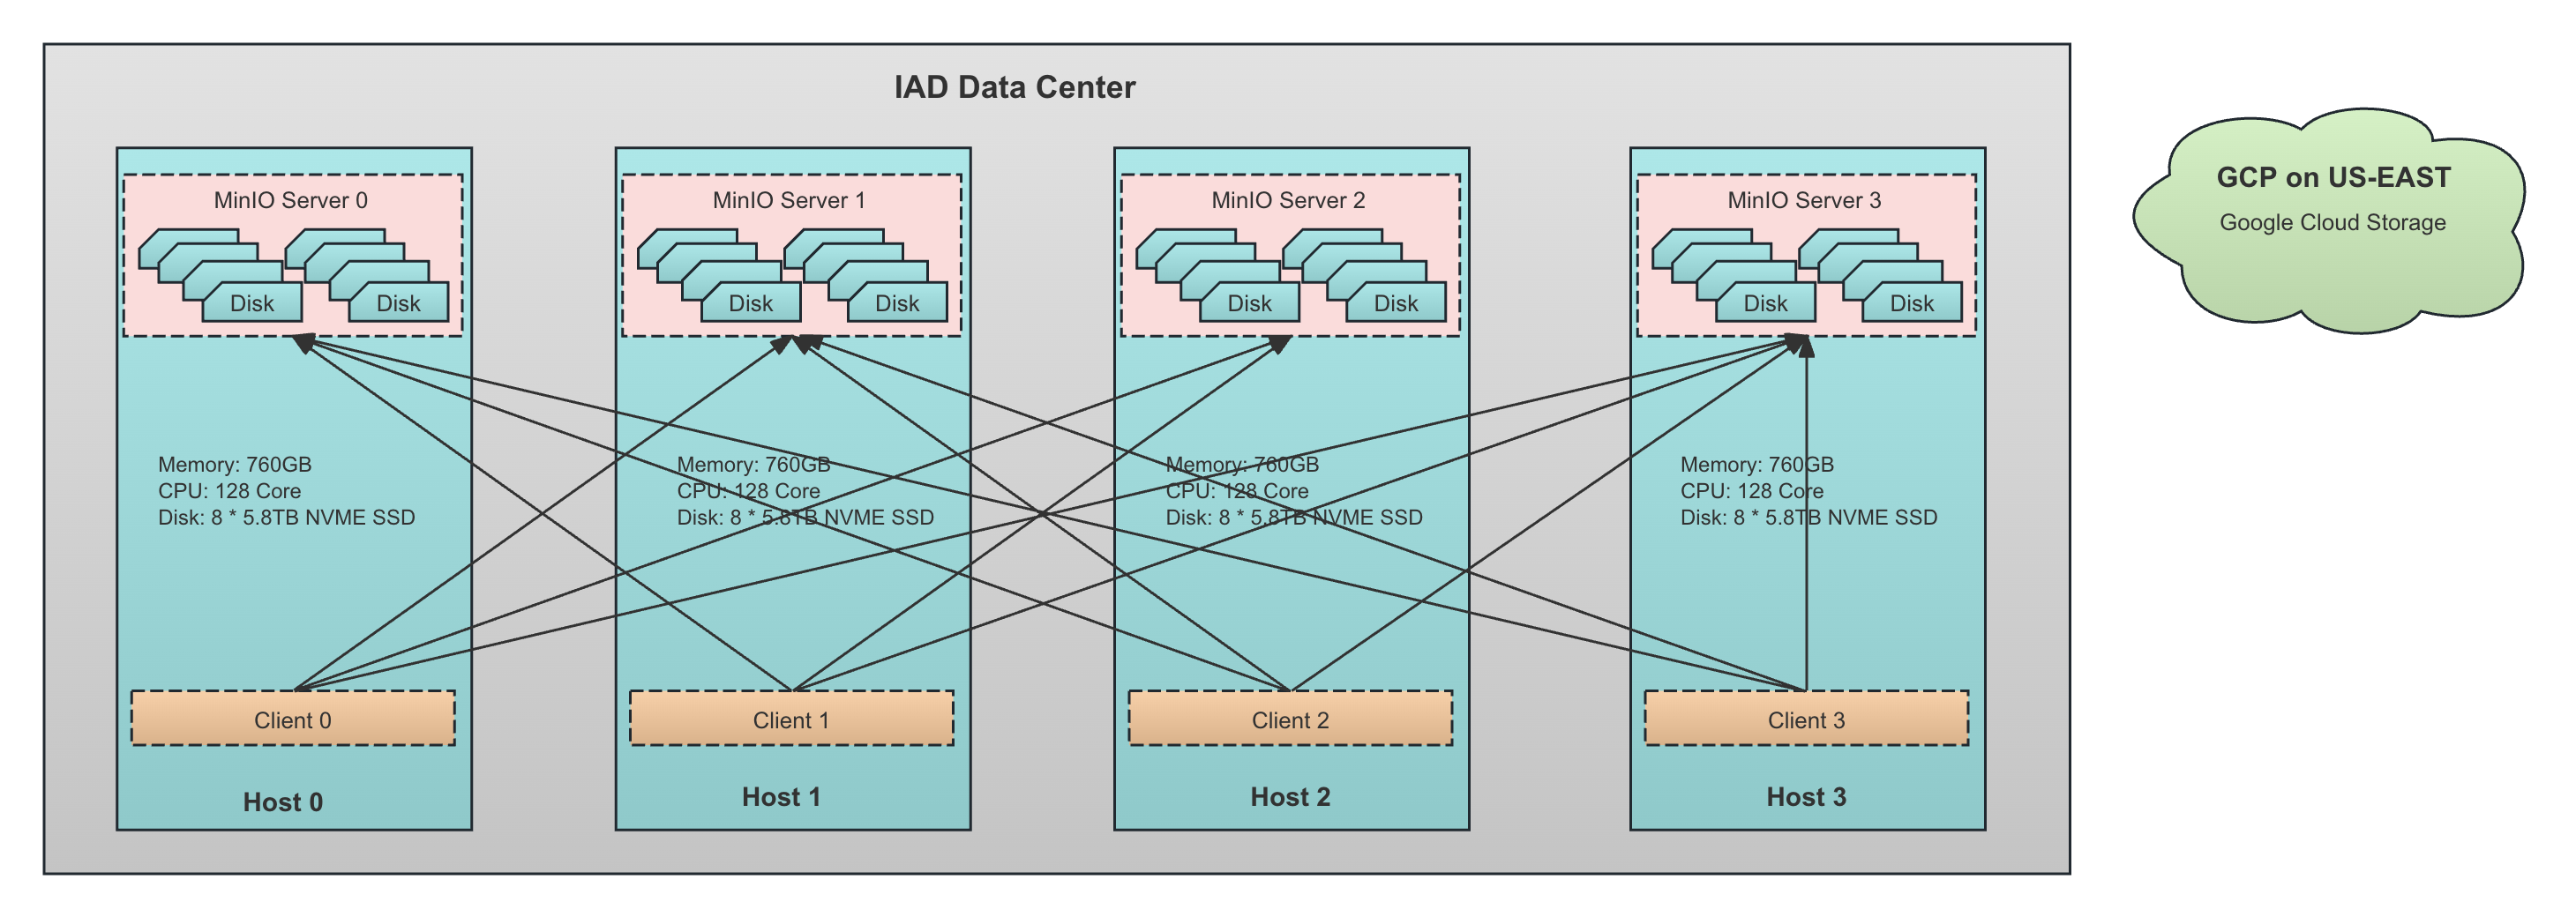 IAD Data Center
GCP on US-EAST
Google Cloud Storage
MinIO Server 0
Disk
Disk
Memory: 760GB
CPU: 128 Core
Disk: 8 * 5.8TB NVME SSD
Client 0
Host 0
MinIO Server 1
Disk
Disk
Memory: 760GB
CPU: 128 Core
Disk: 8 * 5.8TB NVME SSD
Client 1
Host 1
MinIO Server 2
Disk
Disk
Memory: 760GB
CPU: 128 Core
Disk: 8 * 5.8TB NVME SSD
Client 2
Host 2
MinIO Server 3
Disk
Disk
Memory: 760GB
CPU: 128 Core
Disk: 8 * 5.8TB NVME SSD
Client 3
Host 3